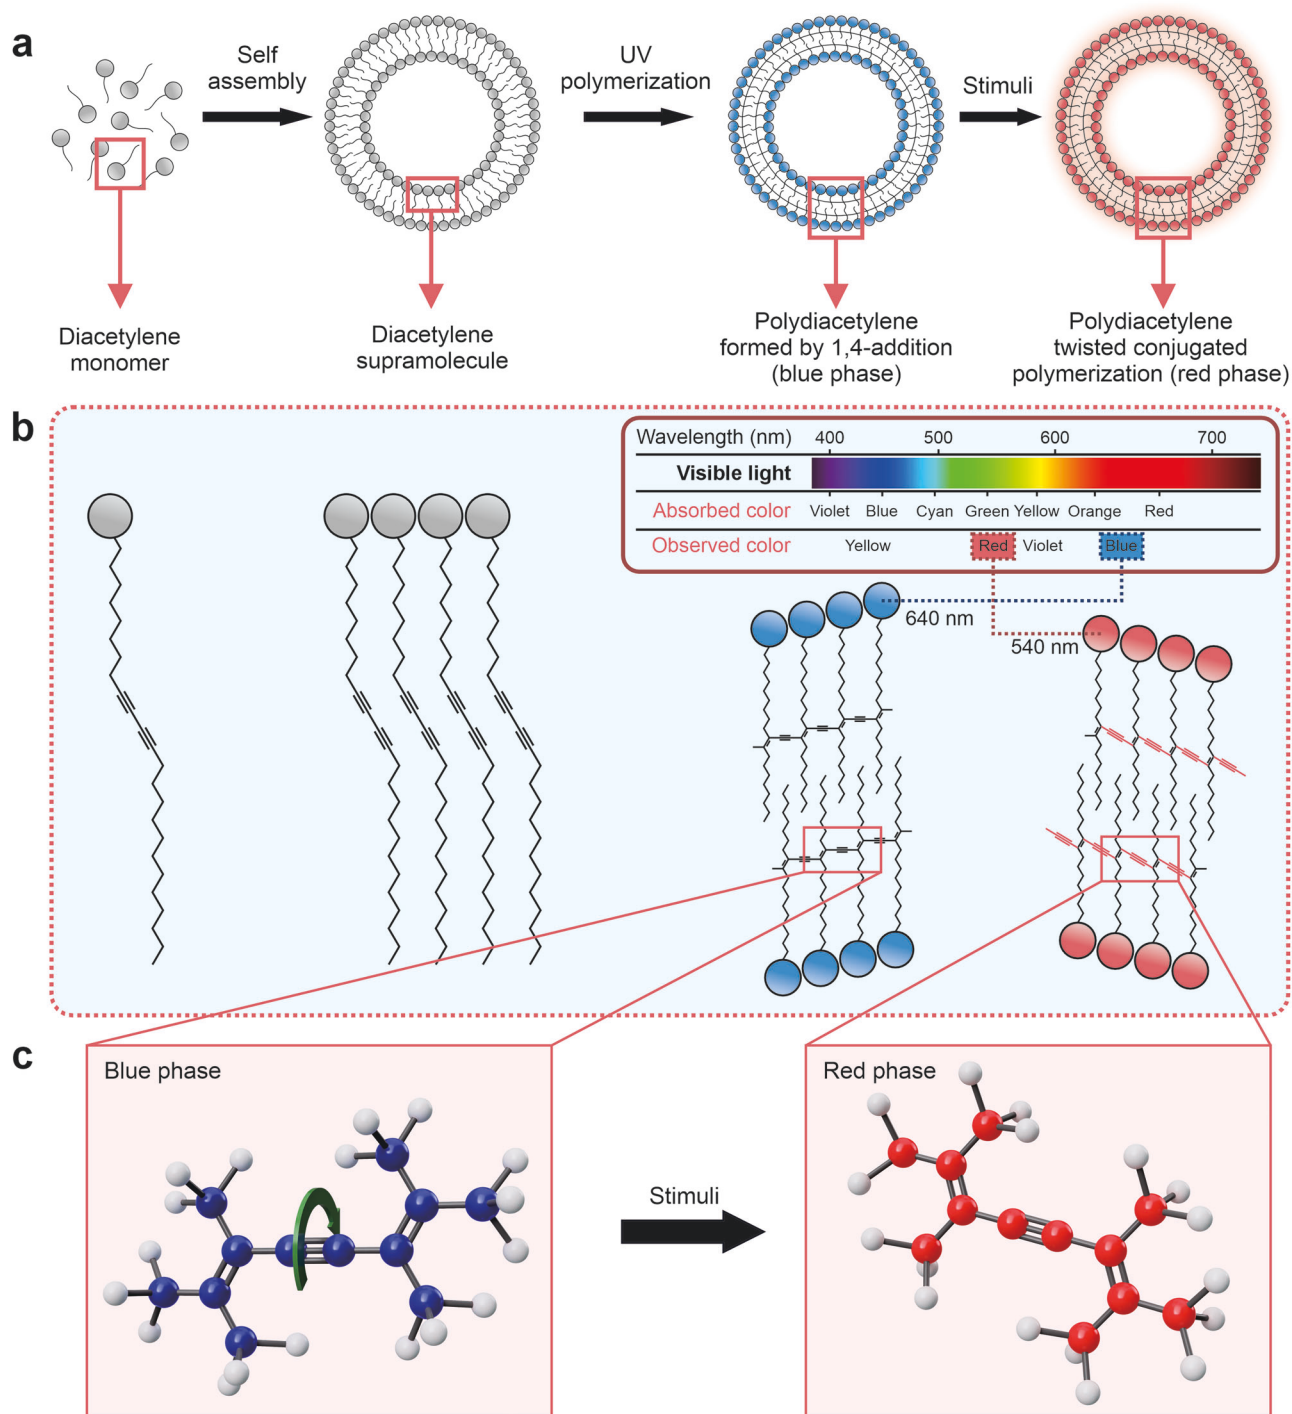 a
Self
assembly
UV
polymerization
Stimuli
Diacetylene
monomer
Diacetylene
supramolecule
Polydiacetylene
formed by 1,4-addition
(blue phase)
Polydiacetylene
twisted conjugated
polymerization (red phase)
b
Wavelength (nm) 400 500 600 700
Visible light
Absorbed color Violet Blue Cyan Green Yellow Orange Red
Observed color Yellow Red Violet Blue
640 nm
540 nm
c
Blue phase
Stimuli
Red phase